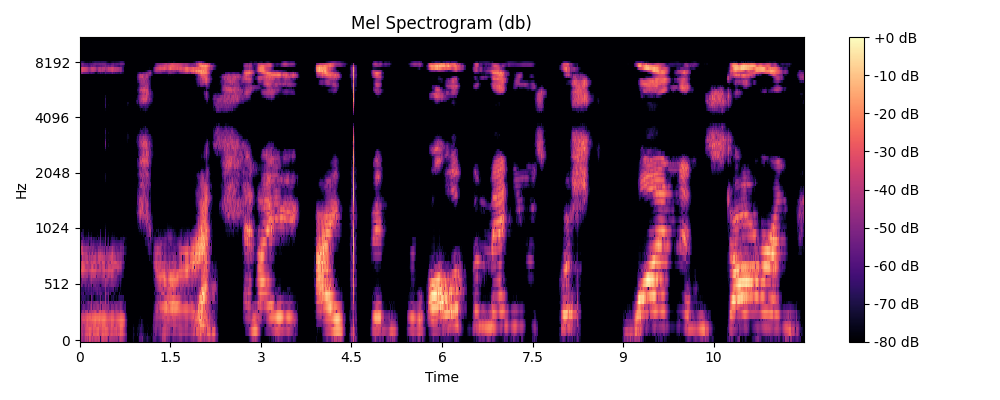 Mel Spectrogram (db)
8192
4096
2048
1024
512
0
Hz
0 1.5 3 4.5 6 7.5 9 10
Time
+0 dB
-10 dB
-20 dB
-30 dB
-40 dB
-50 dB
-60 dB
-70 dB
-80 dB